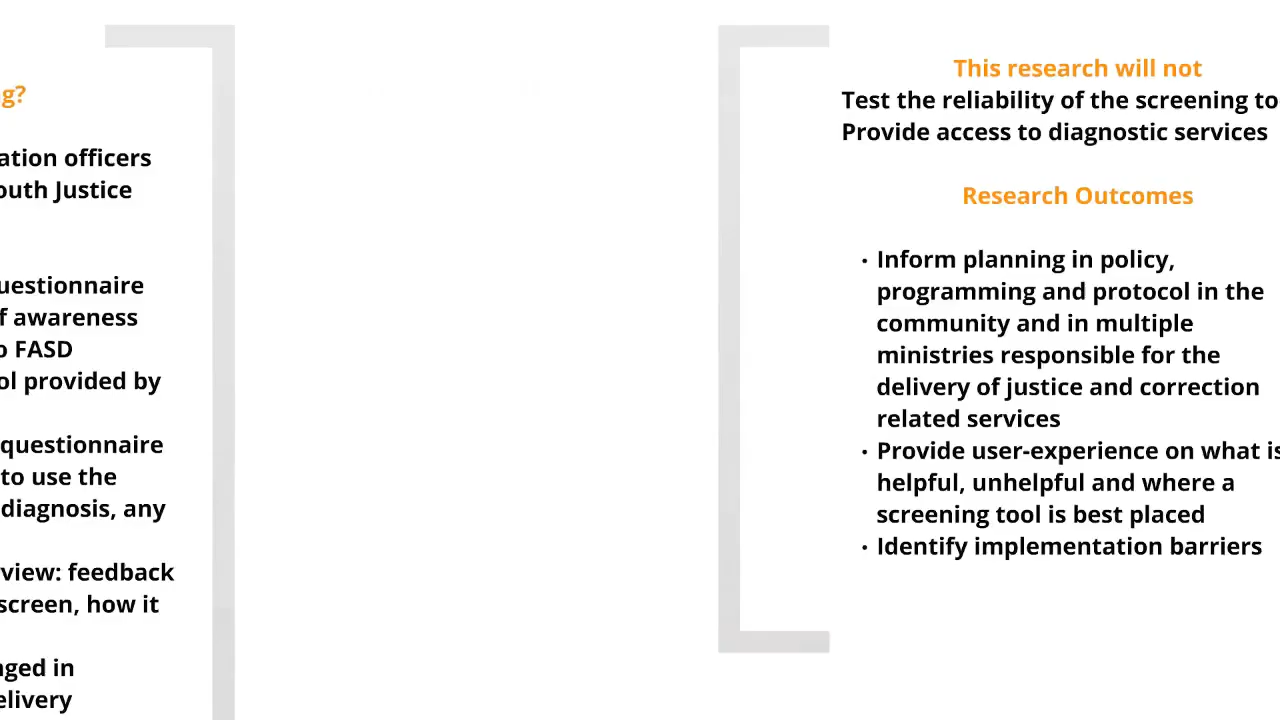 g?
ation officers
outh Justice
uestionnaire
f awareness
o FASD
ol provided by
questionnaire
to use the
diagnosis, any
view: feedback
screen, how it
nged in
elivery
This research will not
Test the reliability of the screening to
Provide access to diagnostic services
Research Outcomes
• Inform planning in policy,
programming and protocol in the
community and in multiple
ministries responsible for the
delivery of justice and correction
related services
• Provide user-experience on what is
helpful, unhelpful and where a
screening tool is best placed
• Identify implementation barriers